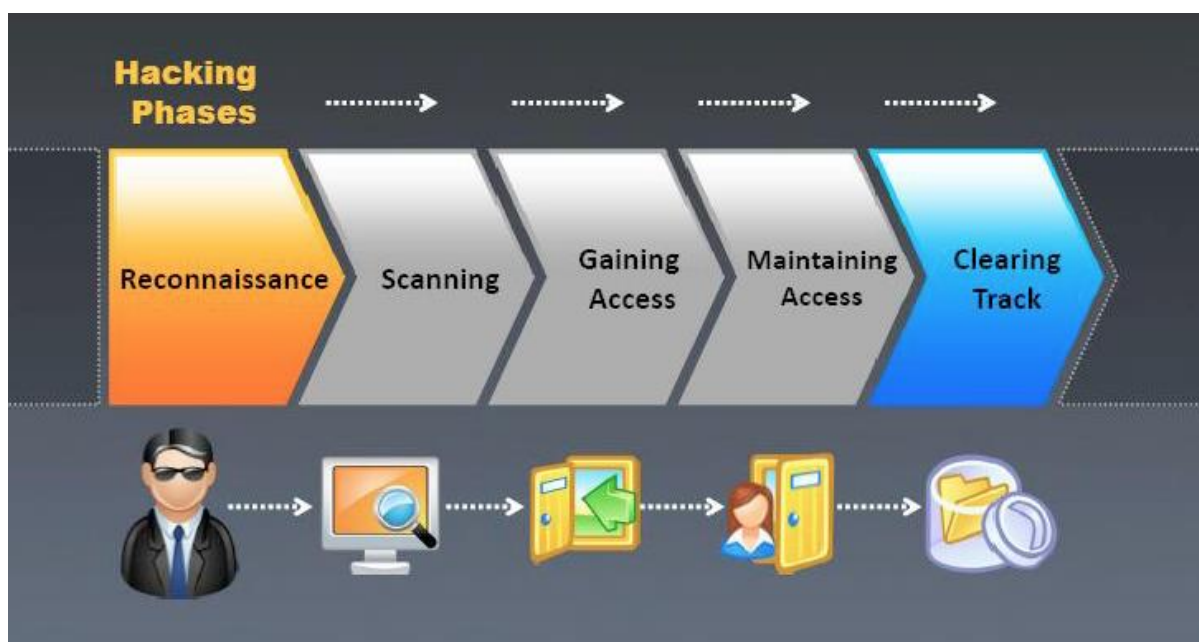 Hacking
Phases
Reconnaissance
Scanning
Gaining
Access
Maintaining
Access
Clearing
Track